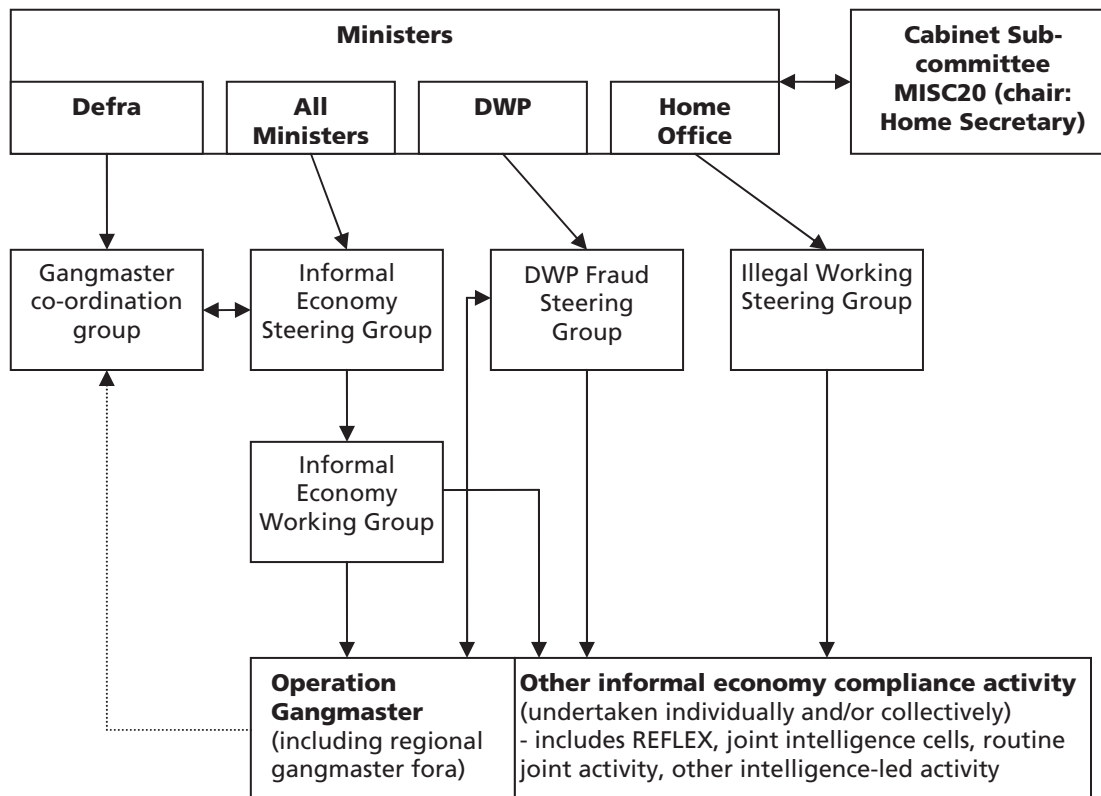 Ministers
Cabinet Sub-
committee
MISC20 (chair:
Home Secretary)
Defra
All
Ministers
DWP
Home
Office
Gangmaster
co-ordination
group
Informal
Economy
Steering Group
DWP Fraud
Steering
Group
Illegal Working
Steering Group
Informal
Economy
Working Group
Operation
Gangmaster
(including regional
gangmaster fora)
Other informal economy compliance activity
(undertaken individually and/or collectively)
- includes REFLEX, joint intelligence cells, routine
joint activity, other intelligence-led activity